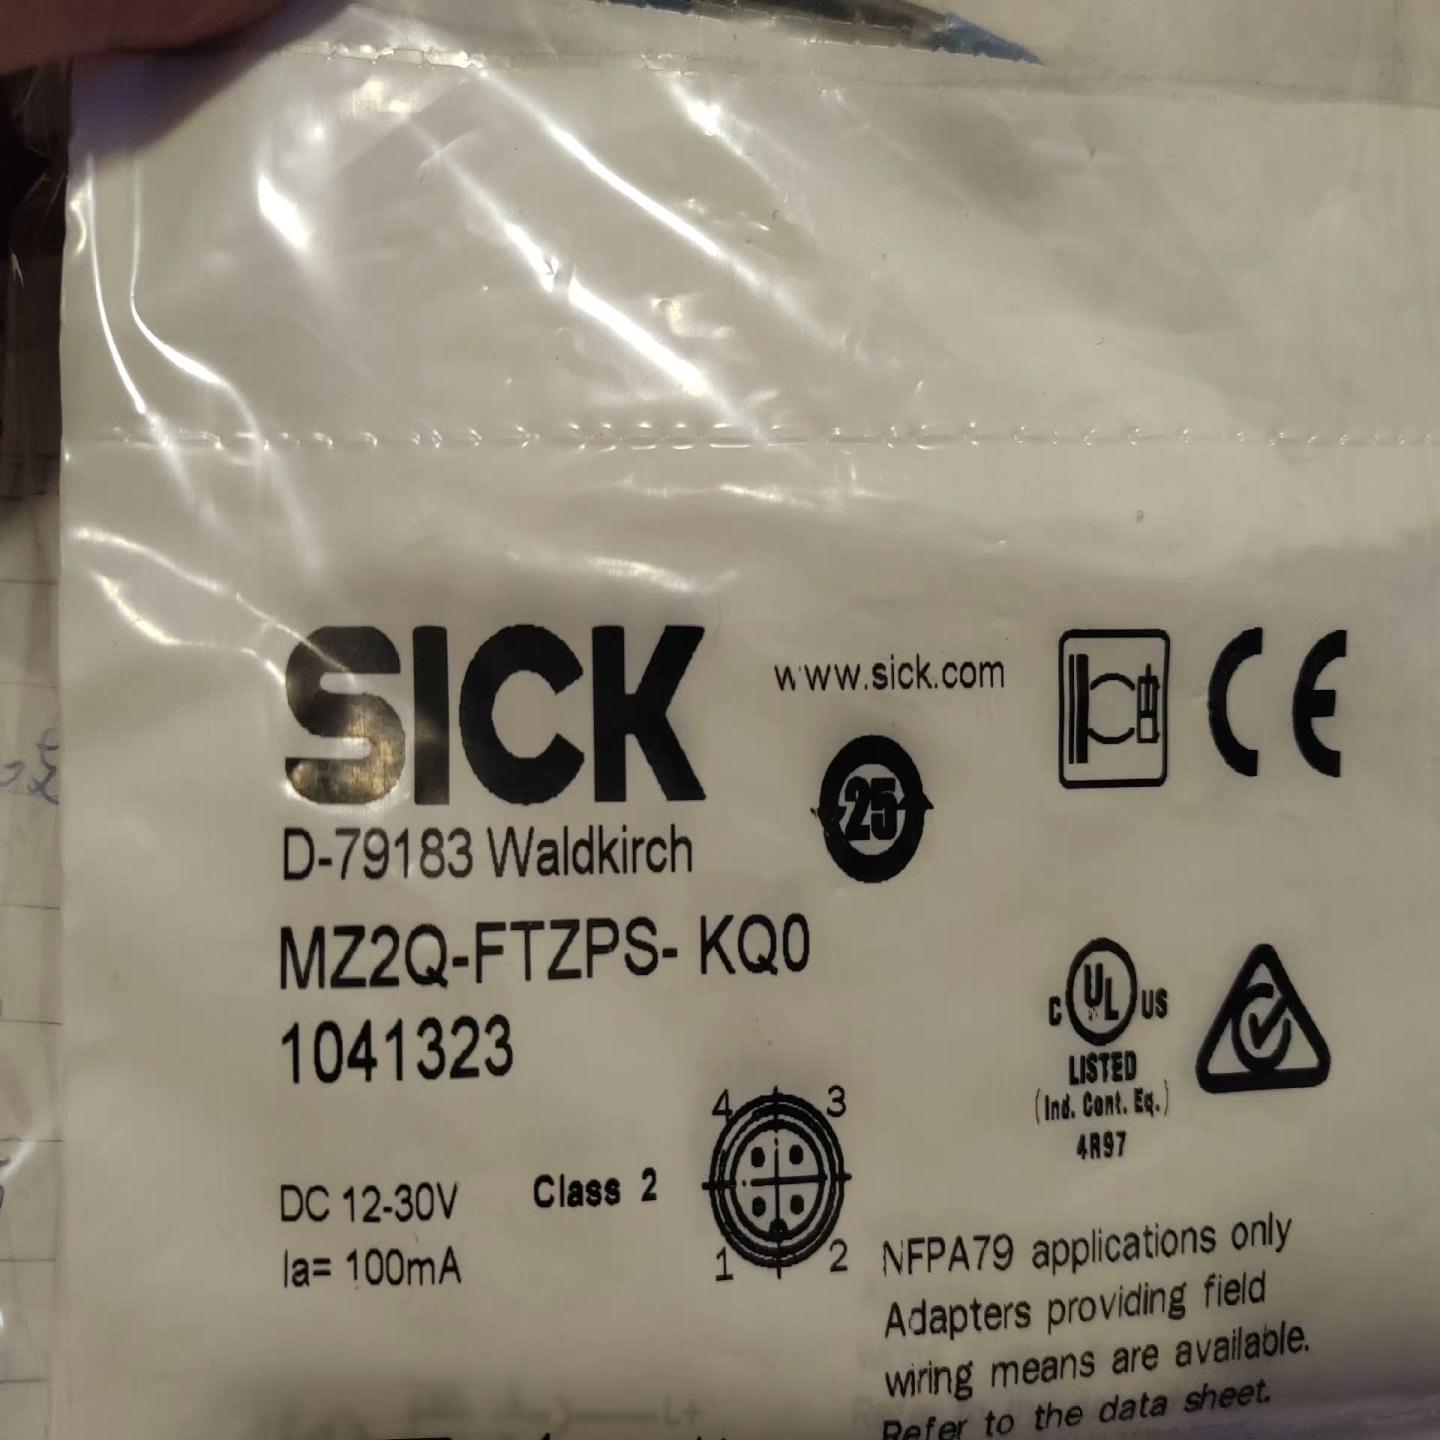 SICK
www.sick.com
CE
25
D-79183 Waldkirch
MZ2Q-FTZPS- KQ0
1041323
C UL US
LISTED
(Ind. Cont. Eq.)
4R97
4 3
1 2
DC 12-30V
Class 2
Ia= 100mA
NFPA79 applications only
Adapters providing field
wiring means are available.
Refer to the data sheet.
L+